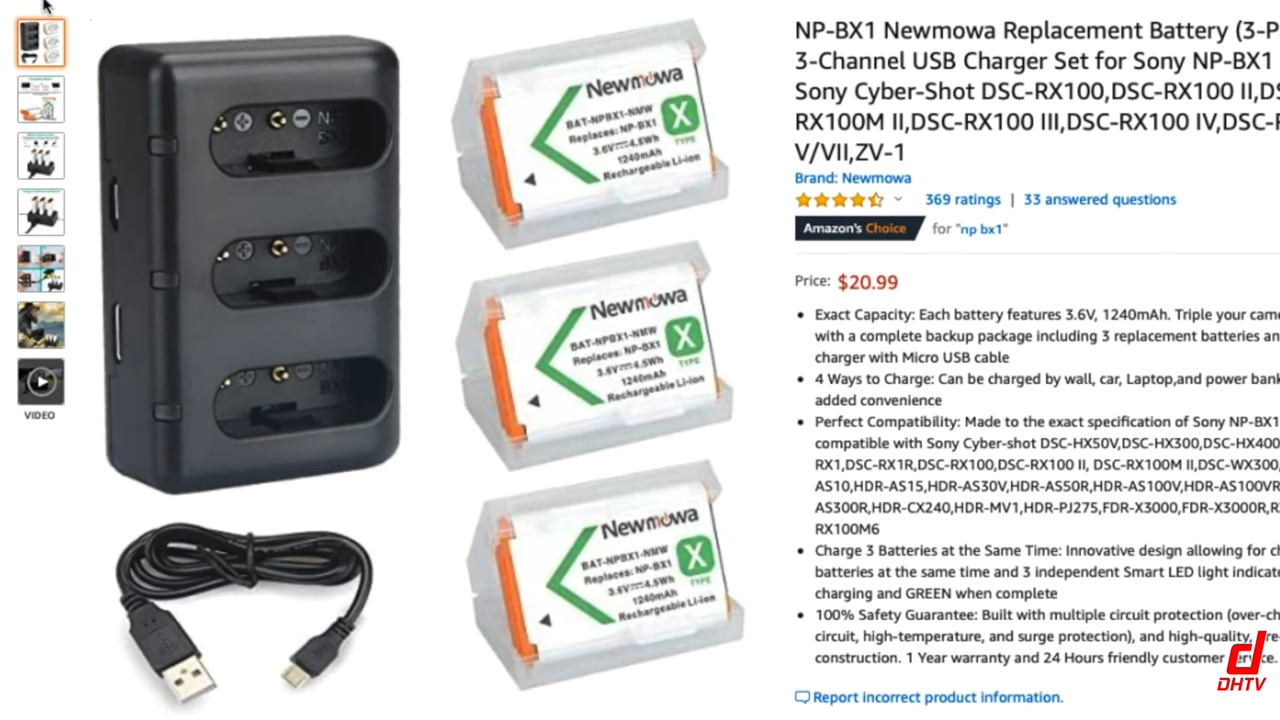 NP-BX1 Newmowa Replacement Battery (3-P
3-Channel USB Charger Set for Sony NP-BX1
Sony Cyber-Shot DSC-RX100,DSC-RX100 II,DS
RX100M II,DSC-RX100 III,DSC-RX100 IV,DSC-R
V/VII,ZV-1
Brand: Newmowa
369 ratings | 33 answered questions
Amazon's Choice for "np bx1"
Price: $20.99
Exact Capacity: Each battery features 3.6V, 1240mAh. Triple your came
with a complete backup package including 3 replacement batteries an
charger with Micro USB cable
4 Ways to Charge: Can be charged by wall, car, Laptop,and power bank
added convenience
Perfect Compatibility: Made to the exact specification of Sony NP-BX1
compatible with Sony Cyber-shot DSC-HX50V,DSC-HX300,DSC-HX400
RX1,DSC-RX1R,DSC-RX100,DSC-RX100 II, DSC-RX100M II,DSC-WX300,
AS10,HDR-AS15,HDR-AS30V,HDR-AS50R,HDR-AS100V,HDR-AS100VR
AS300R,HDR-CX240,HDR-MV1,HDR-PJ275,FDR-X3000,FDR-X3000R,R
RX100M6
Charge 3 Batteries at the Same Time: Innovative design allowing for ch
batteries at the same time and 3 independent Smart LED light indicate
charging and GREEN when complete
100% Safety Guarantee: Built with multiple circuit protection (over-ch
circuit, high-temperature, and surge protection), and high-quality,
construction. 1 Year warranty and 24 Hours friendly customer
Report incorrect product information.
VIDEO
Newmowa
BAT-NPBX1-NMW
Replaces: NP-BX1
3.6V 4.5Wh
1240mAh
Rechargeable Li-ion
X
TYPE
Newmowa
BAT-NPBX1-NMW
Replaces: NP-BX1
3.6V 4.5Wh
1240mAh
Rechargeable Li-ion
X
TYPE
Newmowa
BAT-NPBX1-NMW
Replaces: NP-BX1
3.6V 4.5Wh
1240mAh
Rechargeable Li-ion
X
TYPE
d
DHTV